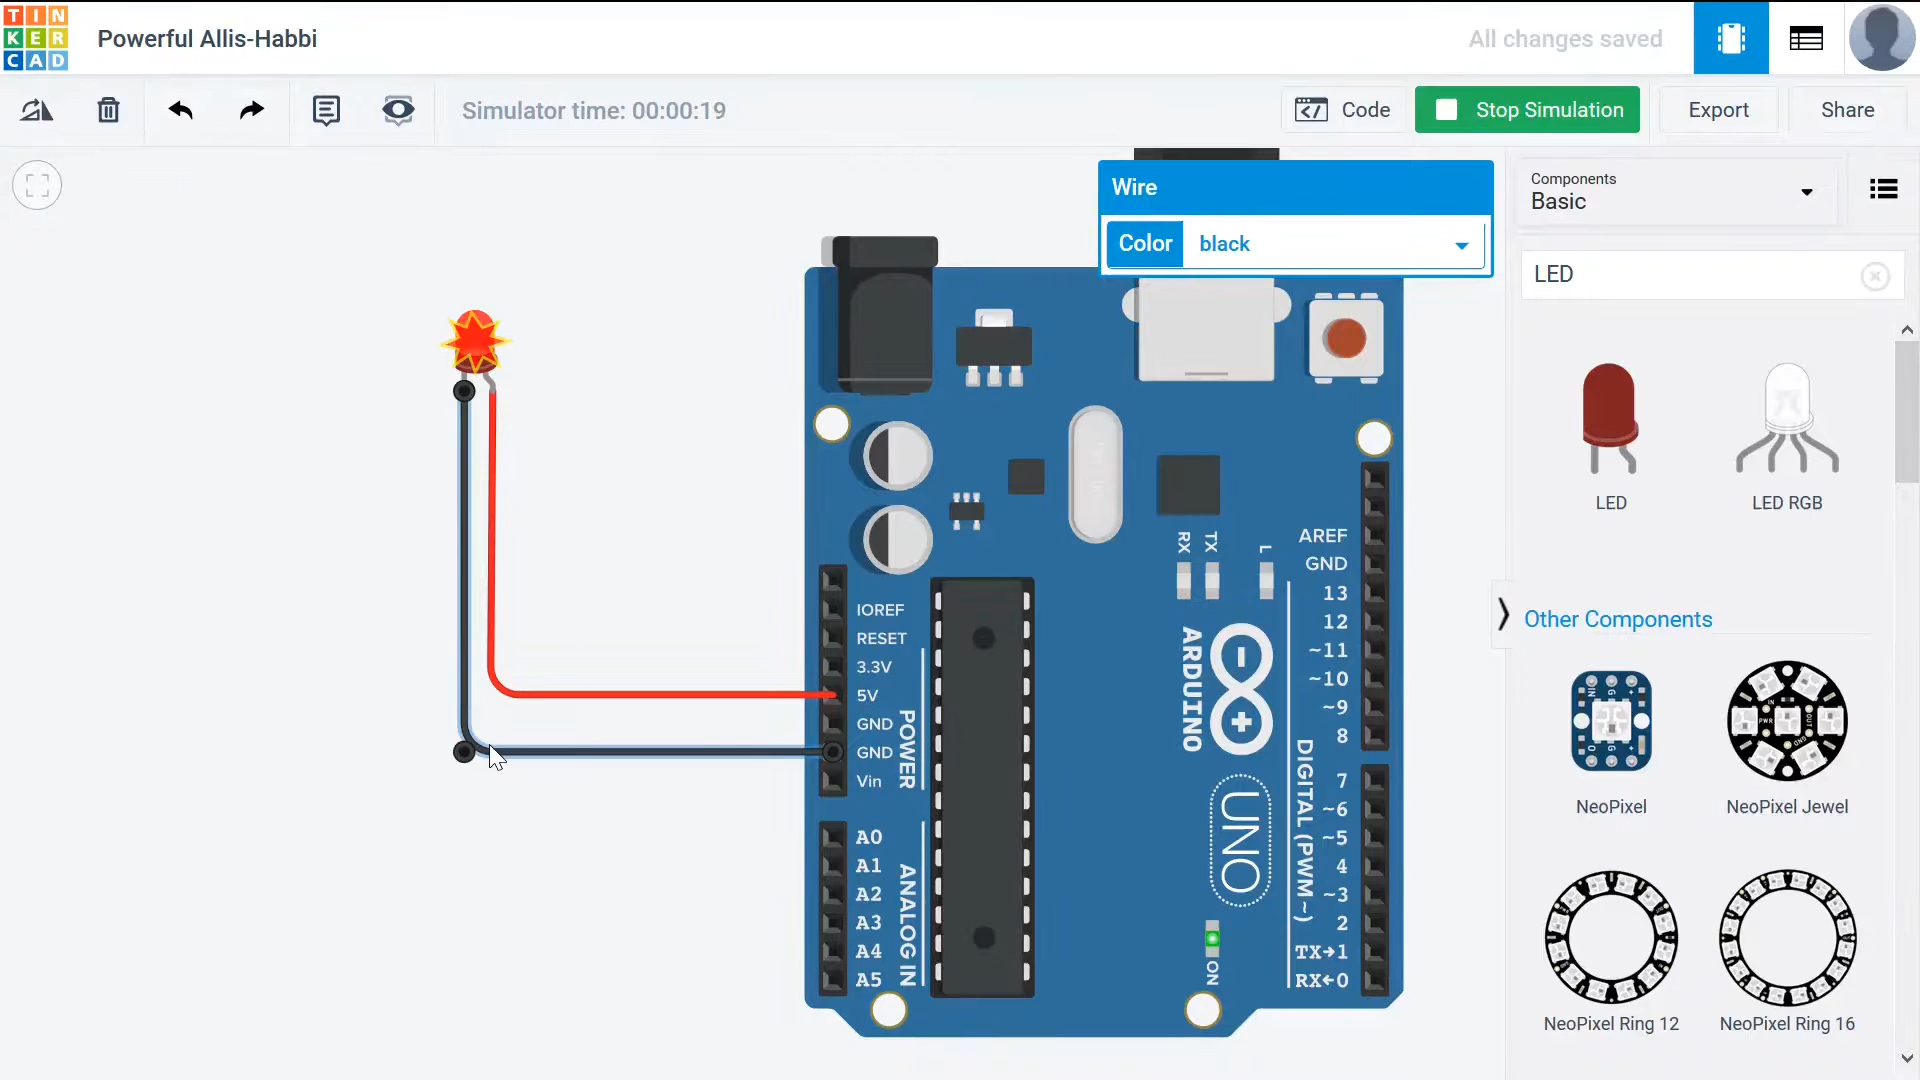 TINKERCAD
Powerful Allis-Habbi
All changes saved
Simulator time: 00:00:19
Code
Stop Simulation
Export
Share
Wire
Color
black
Components
Basic
LED
LED
LED RGB
Other Components
NeoPixel
NeoPixel Jewel
NeoPixel Ring 12
NeoPixel Ring 16
IOREF
RESET
3.3V
5V
GND
GND
Vin
POWER
A0
A1
A2
A3
A4
A5
ANALOG IN
RX
TX
L
ARDUINO
UNO
ON
AREF
GND
13
12
~11
~10
~9
8
7
~6
~5
4
~3
2
TX→1
RX←0
DIGITAL (PWM ~)